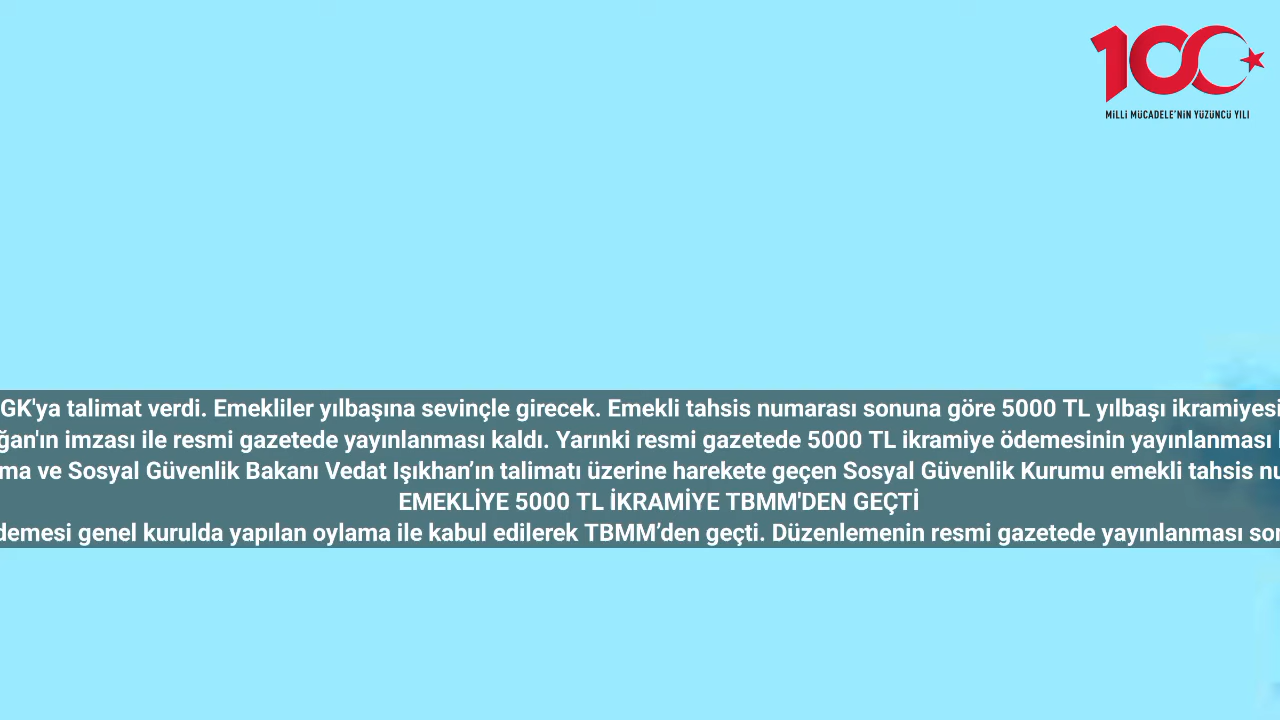 100
MİLLİ MÜCADELE'NİN YÜZÜNCÜ YILI
GK'ya talimat verdi. Emekliler yılbaşına sevinçle girecek. Emekli tahsis numarası sonuna göre 5000 TL yılbaşı ikramiyesi
ğan'ın imzası ile resmi gazetede yayınlanması kaldı. Yarınki resmi gazetede 5000 TL ikramiye ödemesinin yayınlanması
ma ve Sosyal Güvenlik Bakanı Vedat Işıkhan’ın talimatı üzerine harekete geçen Sosyal Güvenlik Kurumu emekli tahsis nu
EMEKLİYE 5000 TL İKRAMİYE TBMM'DEN GEÇTİ
demesi genel kurulda yapılan oylama ile kabul edilerek TBMM’den geçti. Düzenlemenin resmi gazetede yayınlanması son